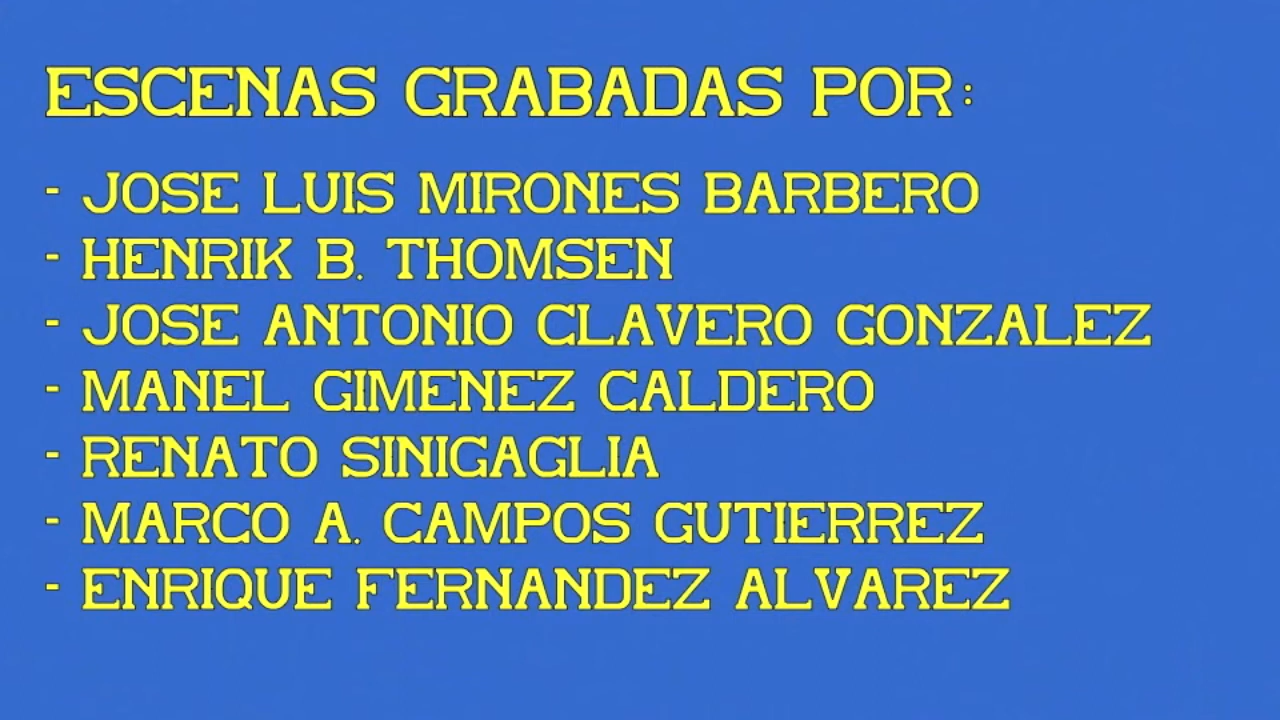 ESCENAS GRABADAS POR:
- JOSE LUIS MIRONES BARBERO
- HENRIK B. THOMSEN
- JOSE ANTONIO CLAVERO GONZALEZ
- MANEL GIMENEZ CALDERO
- RENATO SINIGAGLIA
- MARCO A. CAMPOS GUTIERREZ
- ENRIQUE FERNANDEZ ALVAREZ